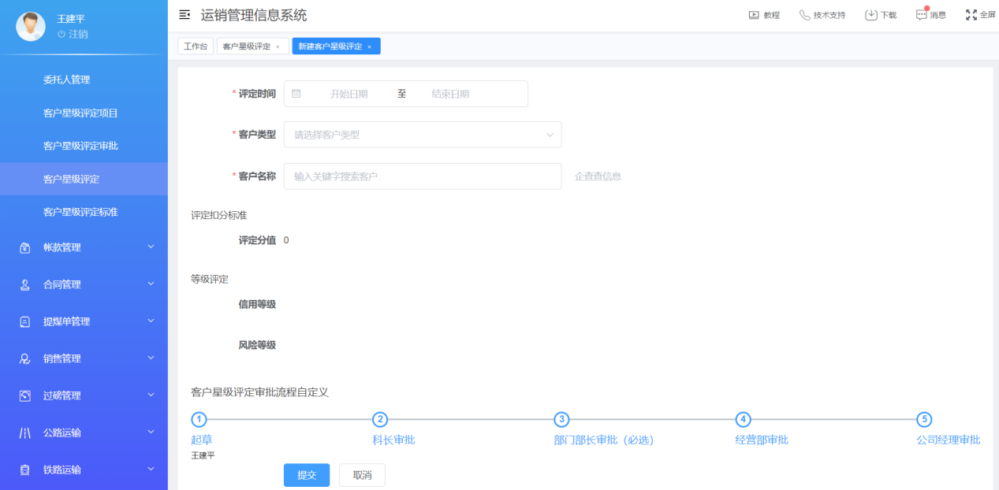 王建平
注销
委托人管理
客户星级评定项目
客户星级评定审批
客户星级评定
客户星级评定标准
帐款管理
合同管理
提煤单管理
销售管理
过磅管理
公路运输
铁路运输
运销管理信息系统
教程 技术支持 下载 消息 全屏
工作台 客户星级评定 × 新建客户星级评定 ×
* 评定时间 开始日期 至 结束日期
* 客户类型 请选择客户类型
* 客户名称 输入关键字搜索客户 企查查信息
评定扣分标准
评定分值 0
等级评定
信用等级
风险等级
客户星级评定审批流程自定义
1 2 3 4 5
起草 科长审批 部门部长审批（必选） 经营部审批 公司经理审批
王建平
提交 取消